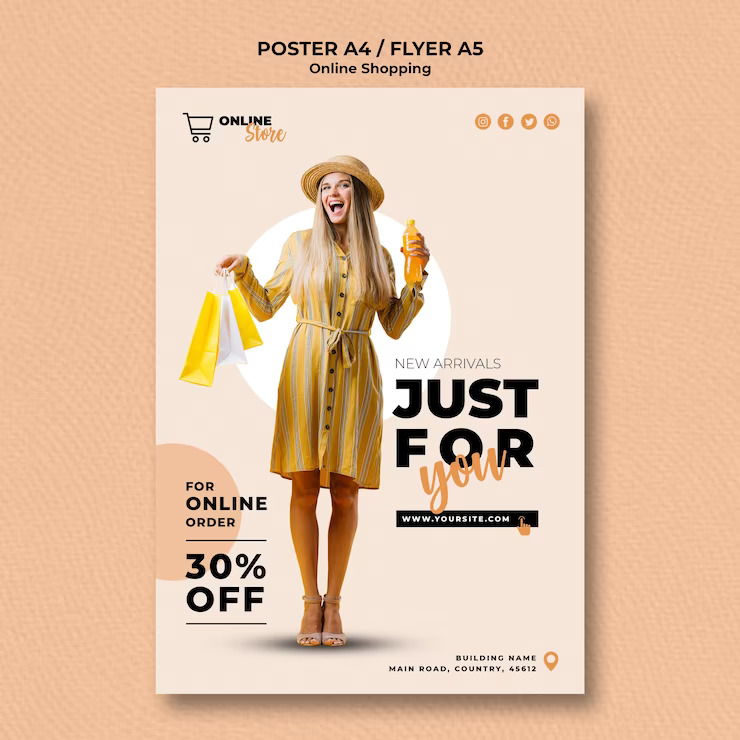 POSTER A4 / FLYER A5
Online Shopping
ONLINE
Store
NEW ARRIVALS
JUST
FOR
you
WWW.YOURSITE.COM
FOR
ONLINE
ORDER
30%
OFF
BUILDING NAME
MAIN ROAD, COUNTRY, 45612